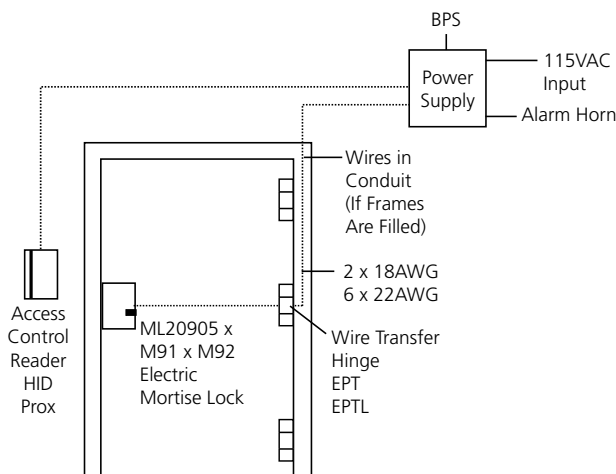 BPS
Power
Supply
115VAC
Input
Alarm Horn
Wires in
Conduit
(If Frames
Are Filled)
2 x 18AWG
6 x 22AWG
Access
Control
Reader
HID
Prox
ML20905 x
M91 x M92
Electric
Mortise Lock
Wire Transfer
Hinge
EPT
EPTL